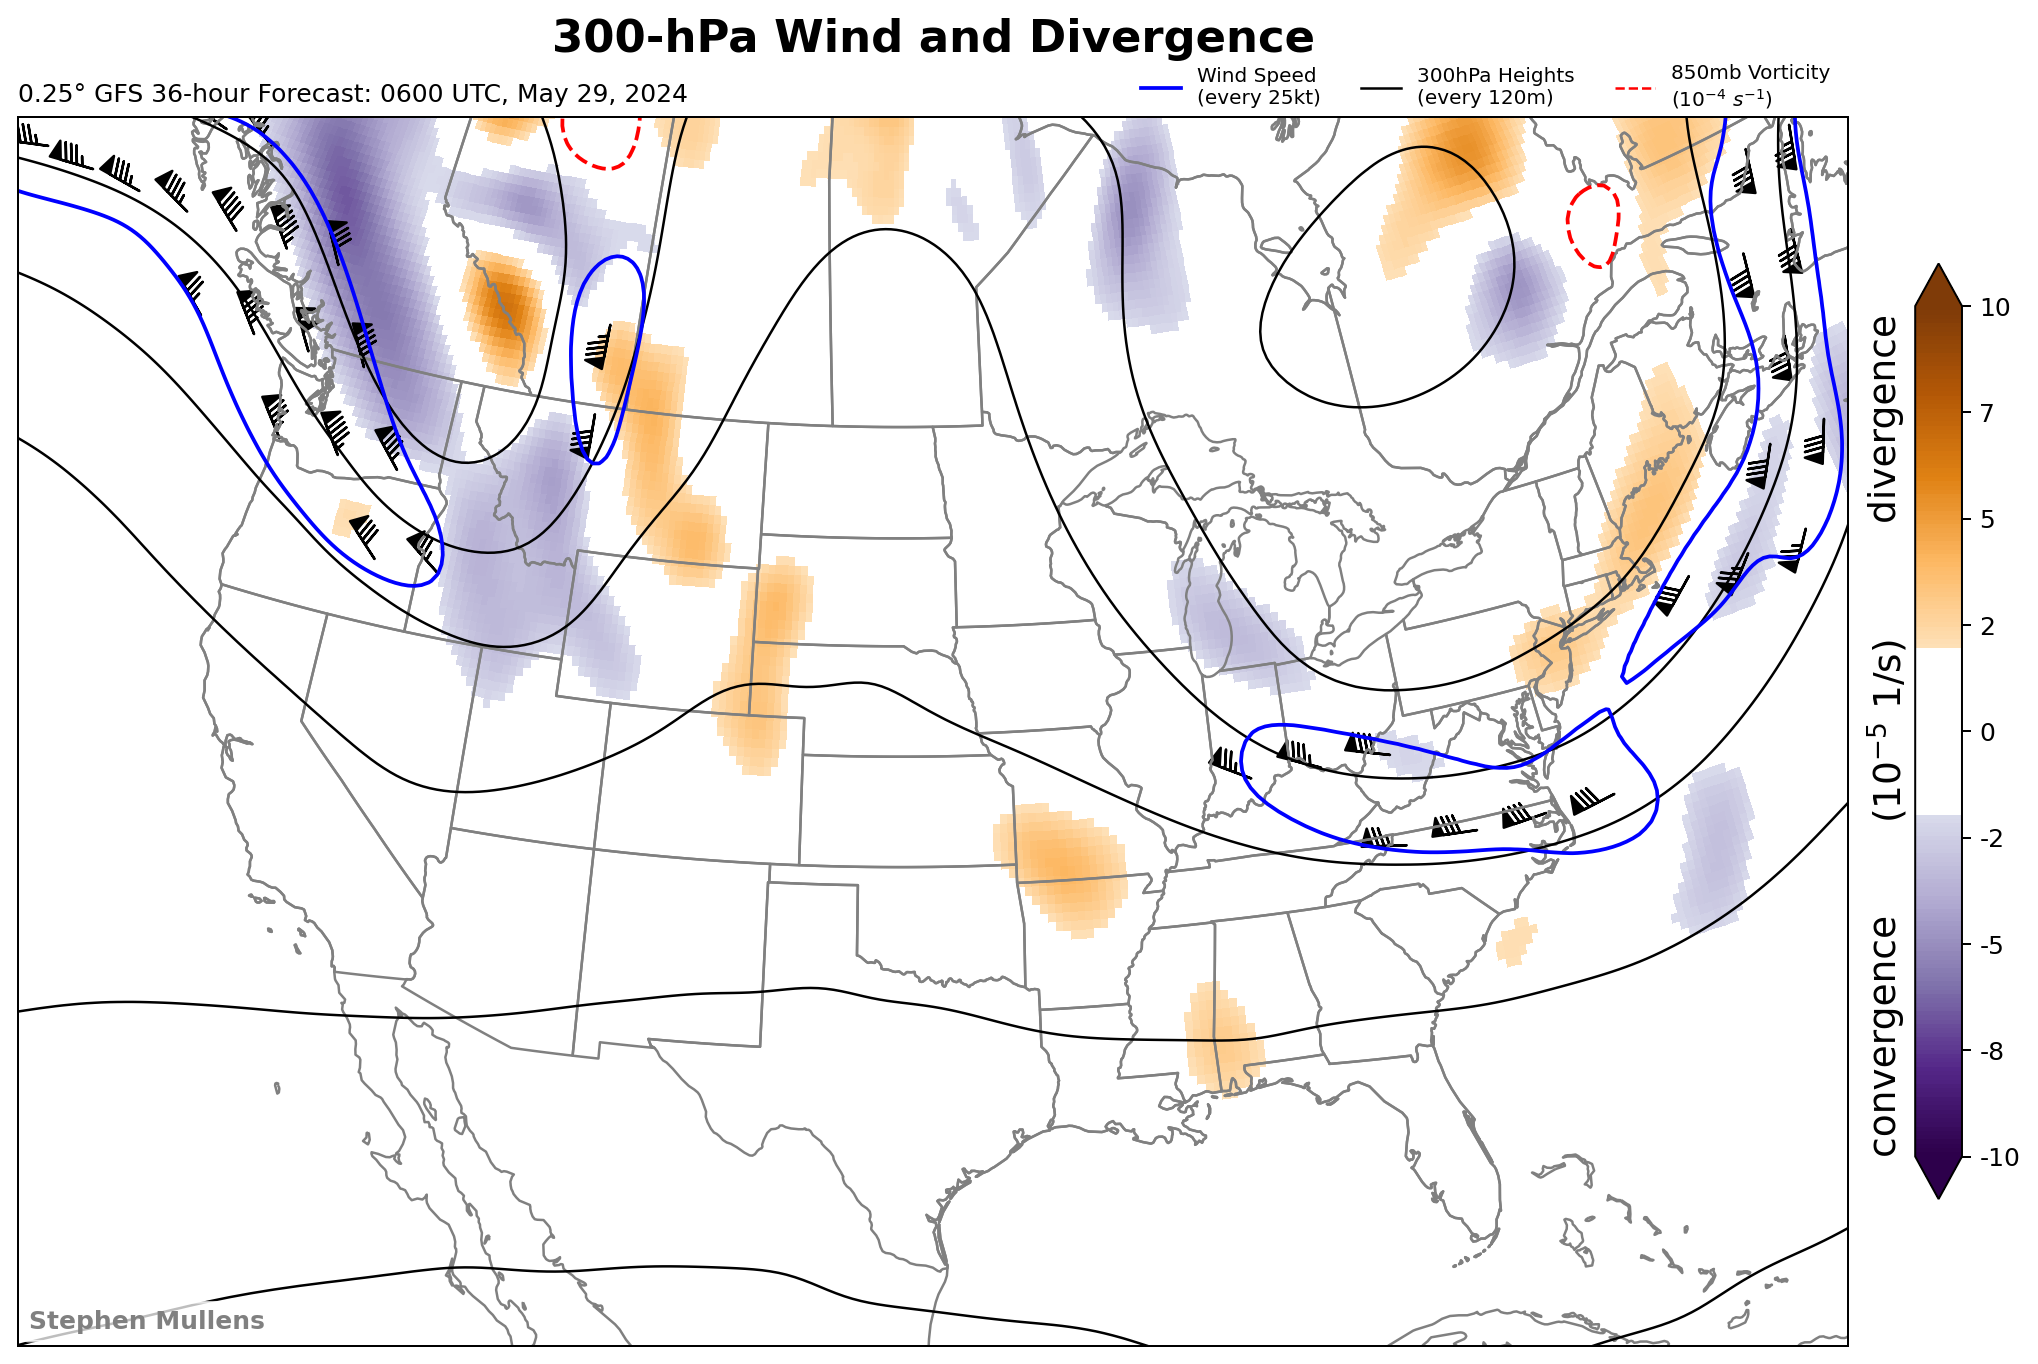 300-hPa Wind and Divergence
0.25° GFS 36-hour Forecast: 0600 UTC, May 29, 2024
Wind Speed
(every 25kt)
300hPa Heights
(every 120m)
850mb Vorticity
(10⁻⁴ s⁻¹)
10
7
5
2
0
-2
-5
-8
-10
convergence (10⁻⁵ 1/s) divergence
Stephen Mullens